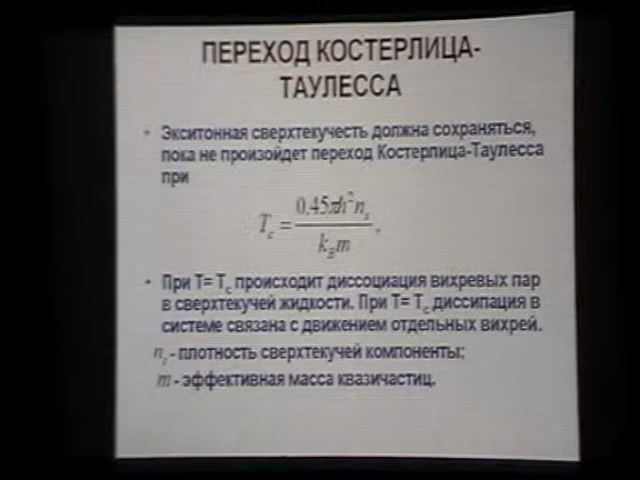 ПЕРЕХОД КОСТЕРЛИЦА-
ТАУЛЕССА
• Экситонная сверхтекучесть должна сохраняться,
пока не произойдет переход Костерлица-Таулесса
при
T_c = 0,45πħ²n_s / k_B m ,
• При T= T_c происходит диссоциация вихревых пар
в сверхтекучей жидкости. При T= T_c диссипация в
системе связана с движением отдельных вихрей.
n_s - плотность сверхтекучей компоненты;
m - эффективная масса квазичастиц.